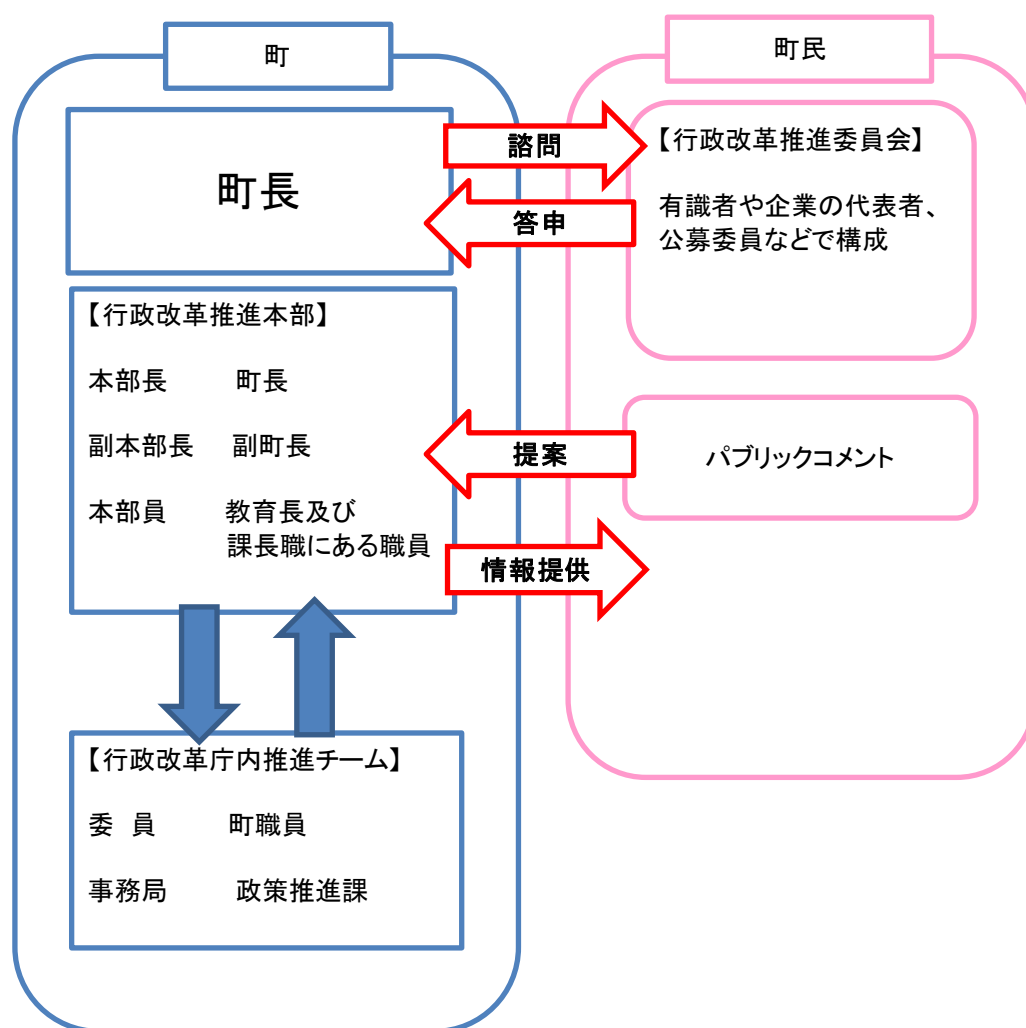 町
町長
【行政改革推進本部】
本部長 町長
副本部長 副町長
本部員 教育長及び
課長職にある職員
【行政改革庁内推進チーム】
委 員 町職員
事務局 政策推進課
諮問
答申
提案
情報提供
町民
【行政改革推進委員会】
有識者や企業の代表者、
公募委員などで構成
パブリックコメント